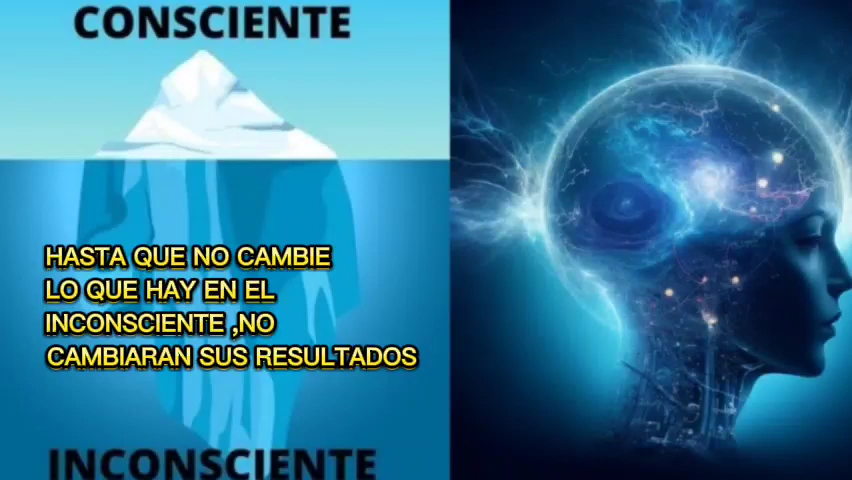 CONSCIENTE
HASTA QUE NO CAMBIE
LO QUE HAY EN EL
INCONSCIENTE ,NO
CAMBIARAN SUS RESULTADOS
INCONSCIENTE